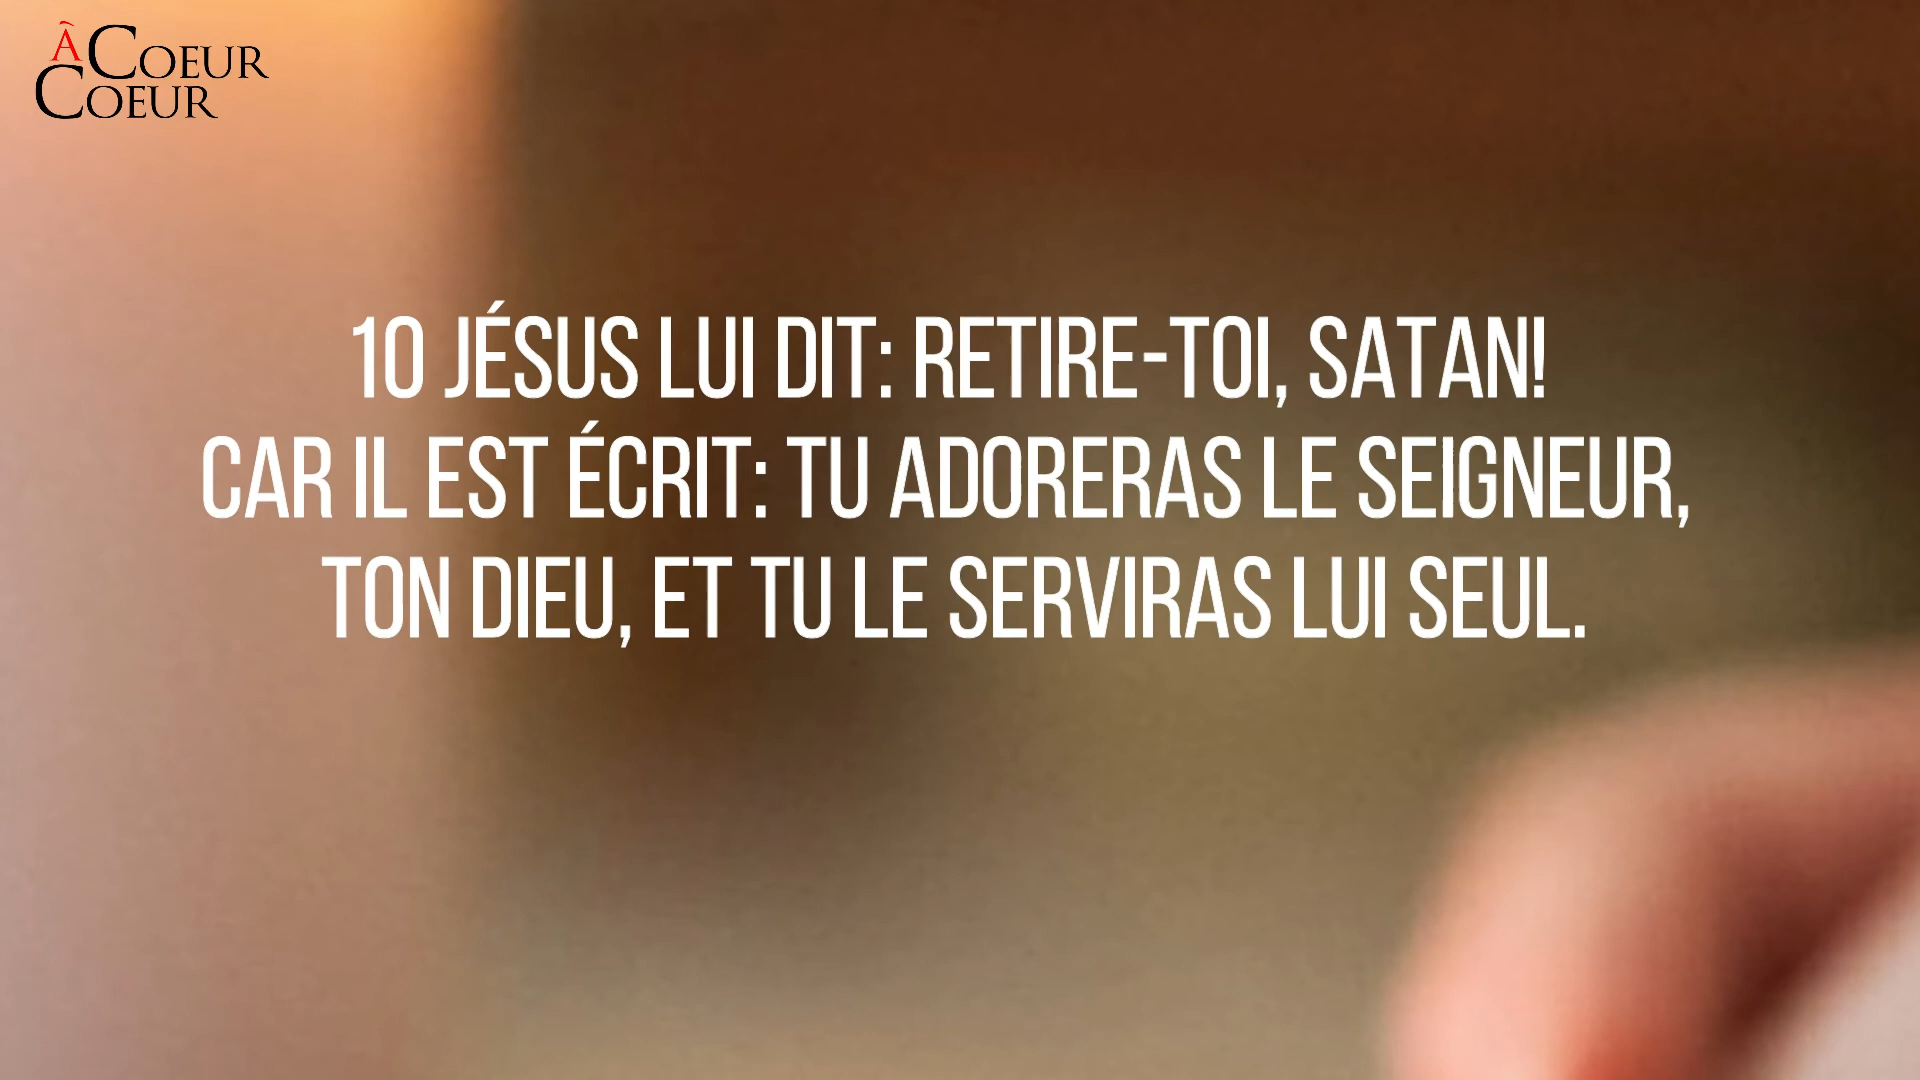 À COEUR
COEUR
10 JÉSUS LUI DIT: RETIRE-TOI, SATAN!
CAR IL EST ÉCRIT: TU ADORERAS LE SEIGNEUR,
TON DIEU, ET TU LE SERVIRAS LUI SEUL.